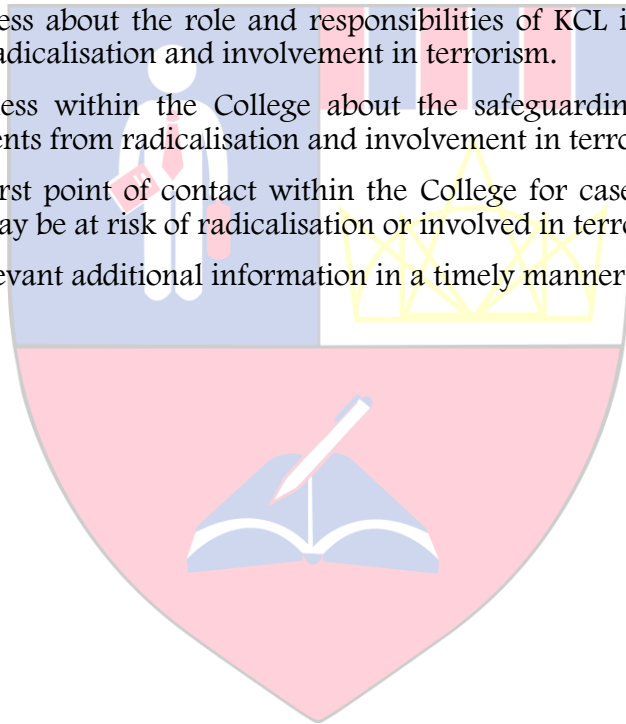 ess about the role and responsibilities of KCL i
adicalisation and involvement in terrorism.
ess within the College about the safeguardin
ents from radicalisation and involvement in terro
rst point of contact within the College for case
ay be at risk of radicalisation or involved in terro
evant additional information in a timely manner